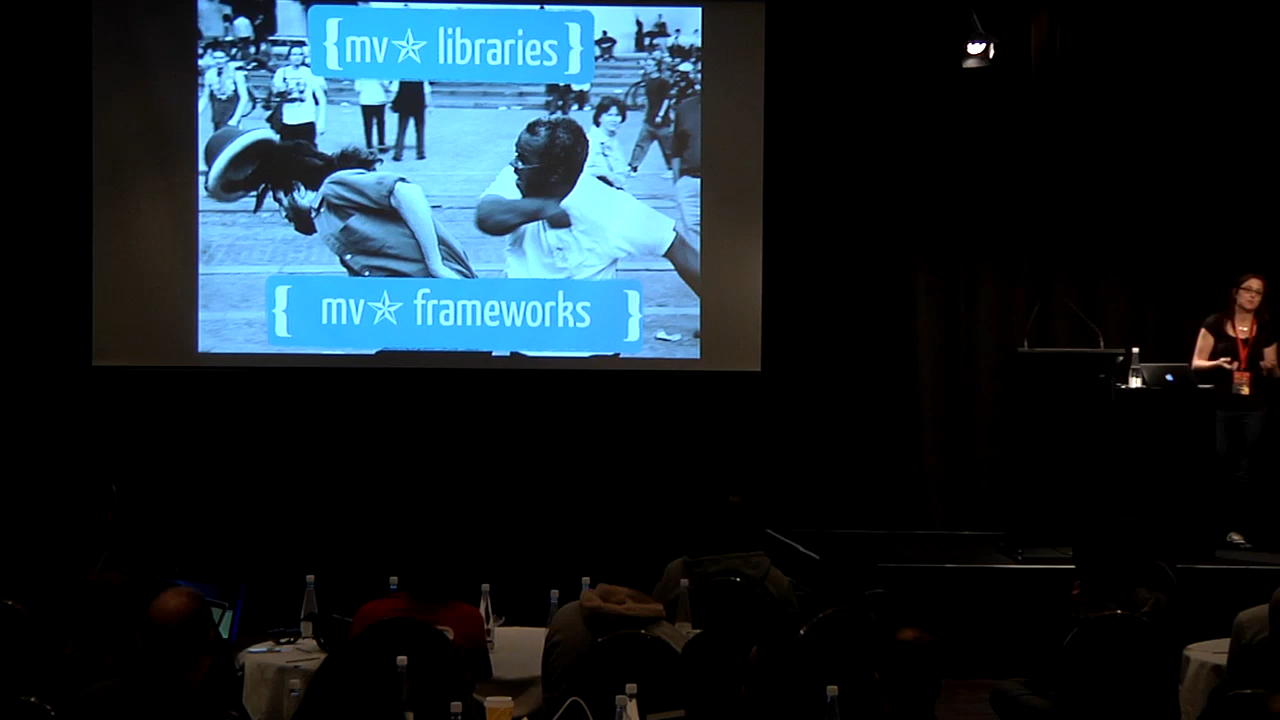 {mv☆ libraries}
{ mv☆ frameworks }